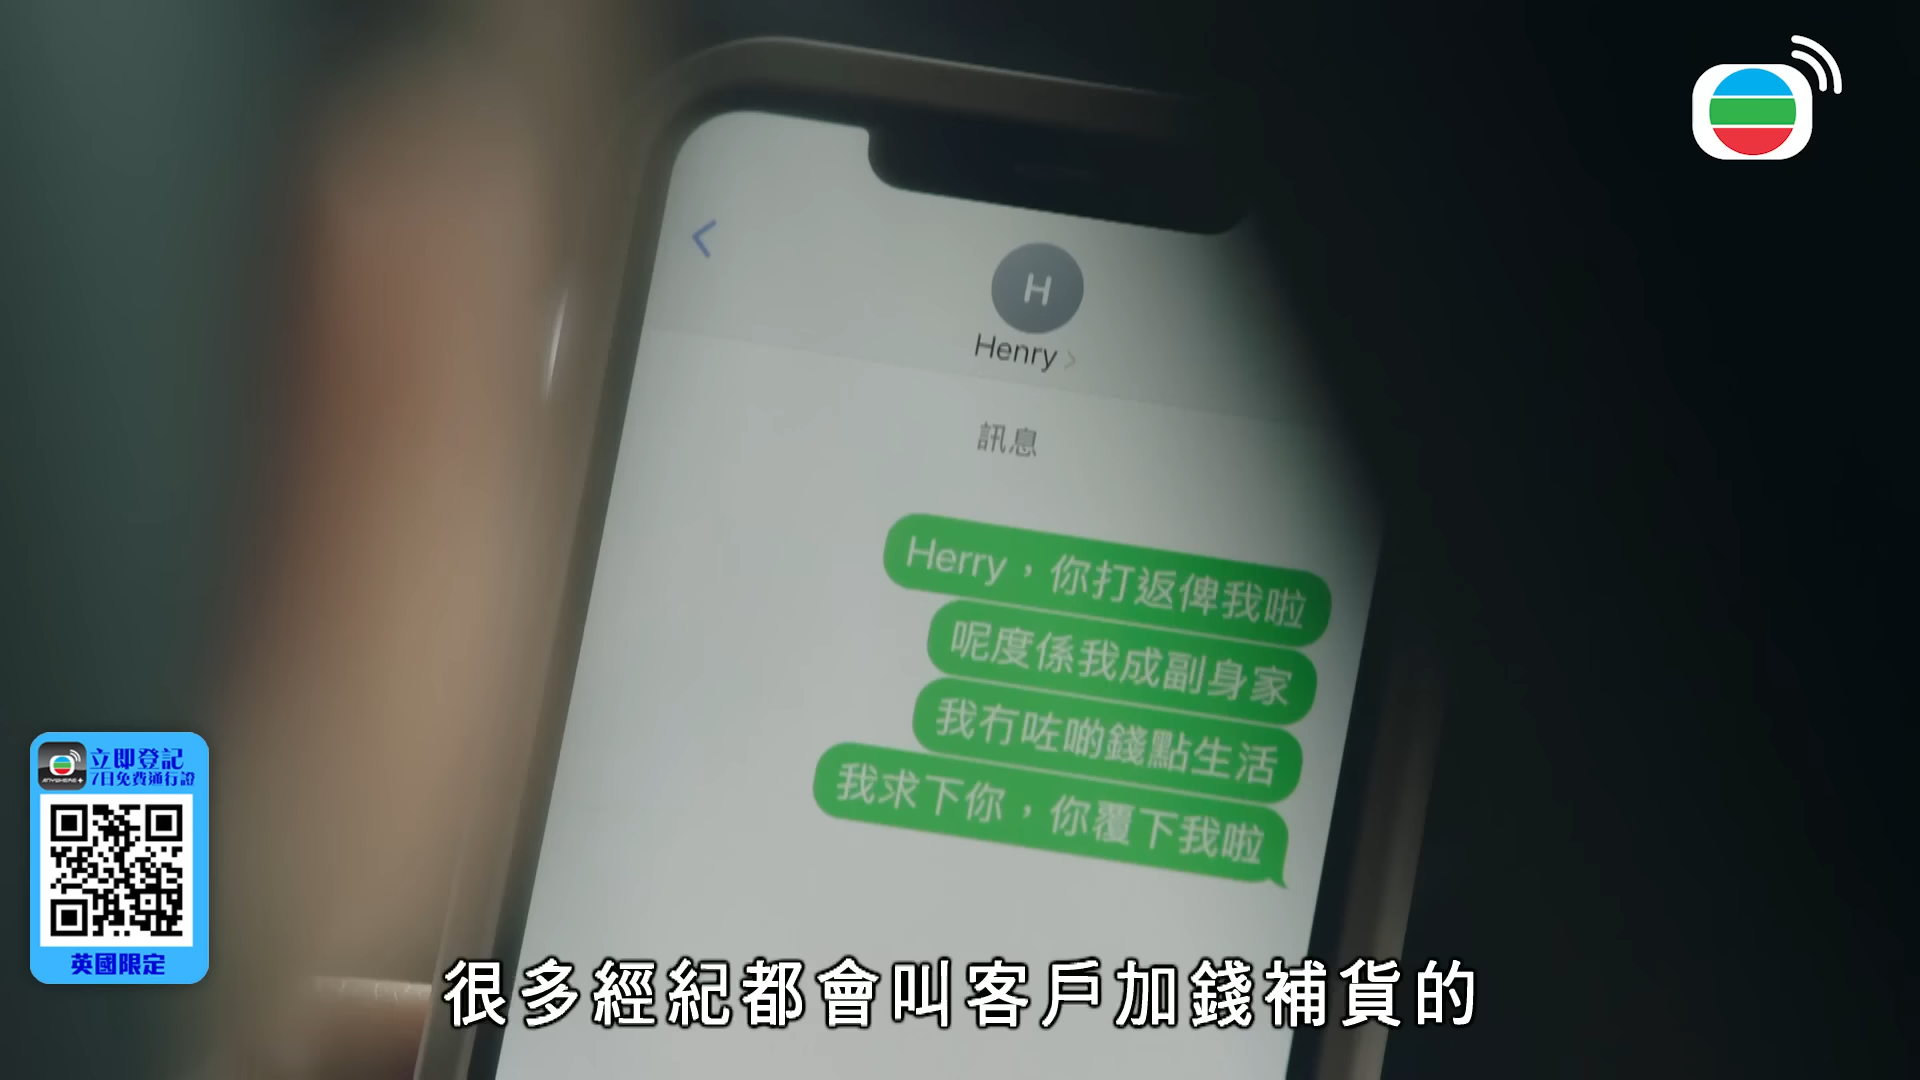 H
Henry
訊息
Herry，你打返俾我啦
呢度係我成副身家
我冇咗啲錢點生活
我求下你，你覆下我啦
立即登記
7日免費通行證
英國限定
很多經紀都會叫客戶加錢補貨的